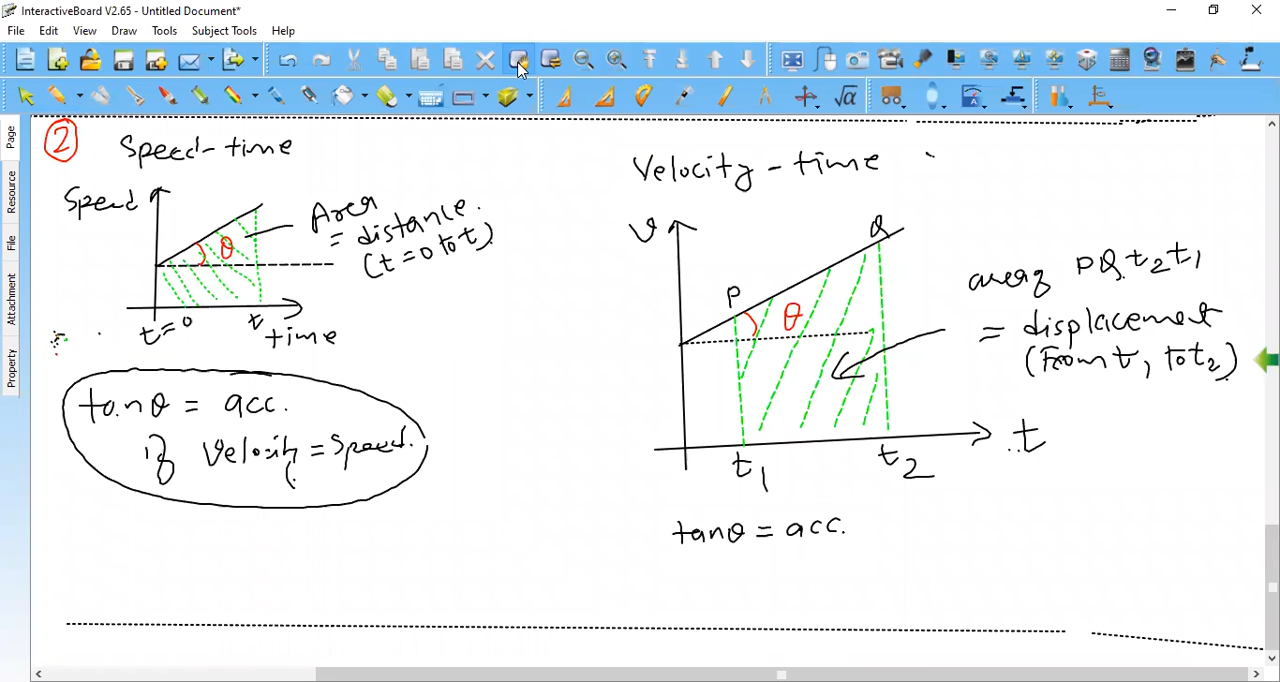 InteractiveBoard V2.65 - Untitled Document*
File Edit View Draw Tools Subject Tools Help
Page
Resource
File
Attachment
Property
2 Speed-time
Speed
Area
= distance.
(t=0 to t)
θ
t=0 t
time
tanθ = acc.
if Velocity = Speed.
Velocity - time
v
P
Q
θ
t1 t2
t
area of PQt2t1
= displacement
(From t1 to t2)
tanθ = acc.